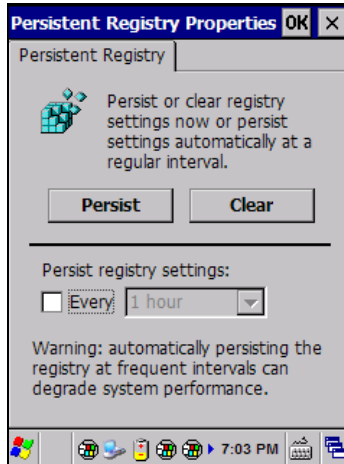 Persistent Registry Properties OK ×
Persistent Registry
Persist or clear registry
settings now or persist
settings automatically at a
regular interval.
Persist Clear
Persist registry settings:
Every 1 hour
Warning: automatically persisting the
registry at frequent intervals can
degrade system performance.
7:03 PM